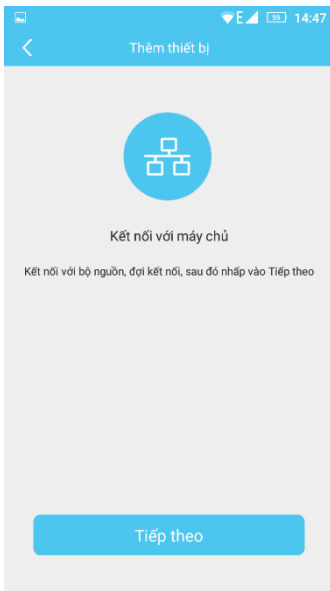 E 59 14:47
Thêm thiết bị
Kết nối với máy chủ
Kết nối với bộ nguồn, đợi kết nối, sau đó nhấp vào Tiếp theo
Tiếp theo